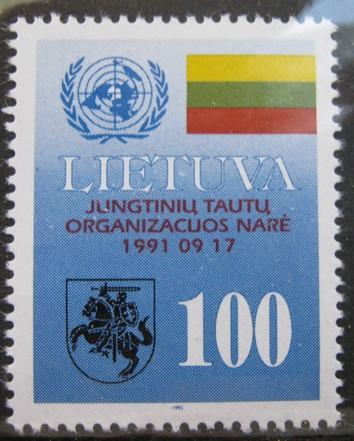 LIETUVA
JUNGTINIŲ TAUTŲ
ORGANIZACIJOS NARĖ
1991 09 17
100
1992